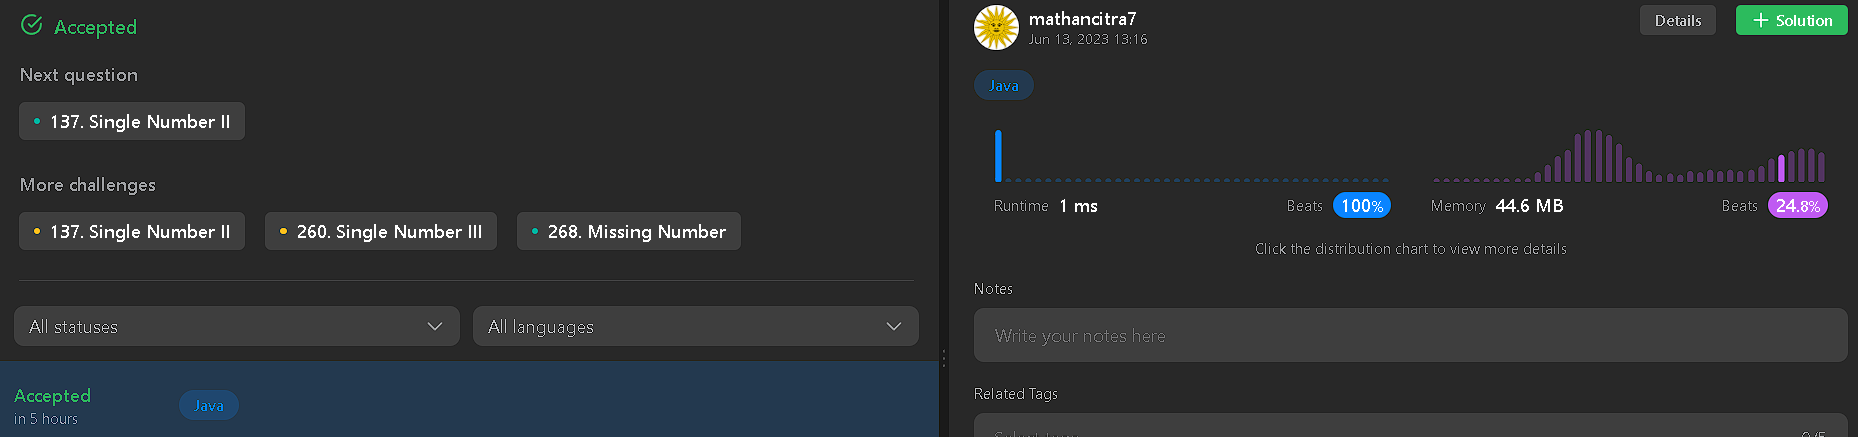 Accepted
Next question
137. Single Number II
More challenges
137. Single Number II
260. Single Number III
268. Missing Number
All statuses
All languages
Accepted
in 5 hours
Java
mathancitra7
Jun 13, 2023 13:16
Details
Solution
Java
Runtime 1 ms
Beats 100%
Memory 44.6 MB
Beats 24.8%
Click the distribution chart to view more details
Notes
Write your notes here
Related Tags